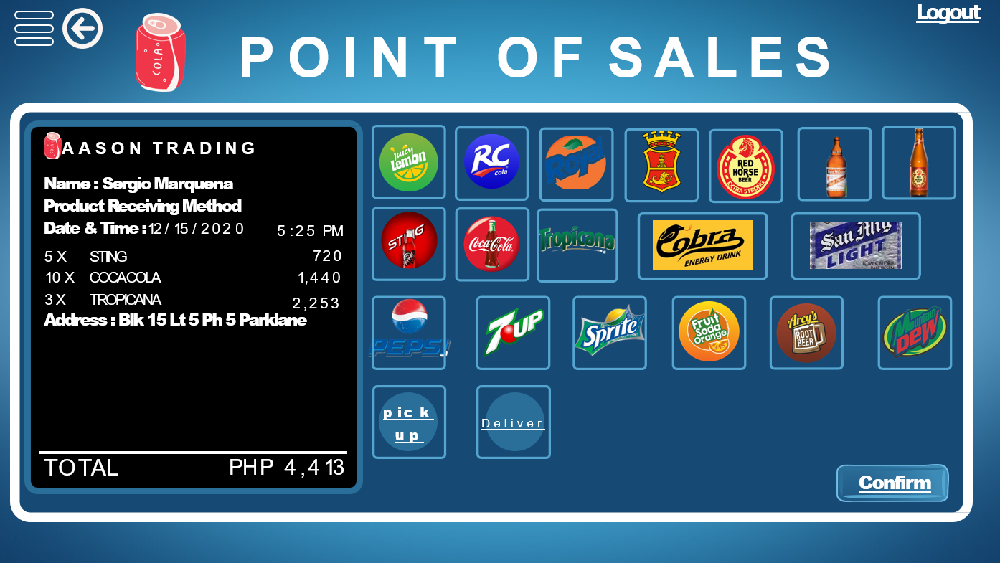 Logout
COLA
POINT OF SALES
AASON TRADING
Name : Sergio Marquena
Product Receiving Method
Date & Time : 12/15/2020 5:25 PM
5 X STING 720
10 X COCACOLA 1,440
3 X TROPICANA 2,253
Address : Blk 15 Lt 5 Ph 5 Parklane
TOTAL PHP 4,413
JUICY
Lemon
RC
cola
Royal
RED
HORSE
BEER
EXTRA STRONG
STING
Coca-Cola
Tropicana
Cobra
ENERGY DRINK
San Mig
LIGHT
LOW CALORIE
PEPSI
7UP
Sprite
Fruit
Soda
Orange
Arcy's
ROOT
BEER
Mountain
DEW
pick
up
Deliver
Confirm